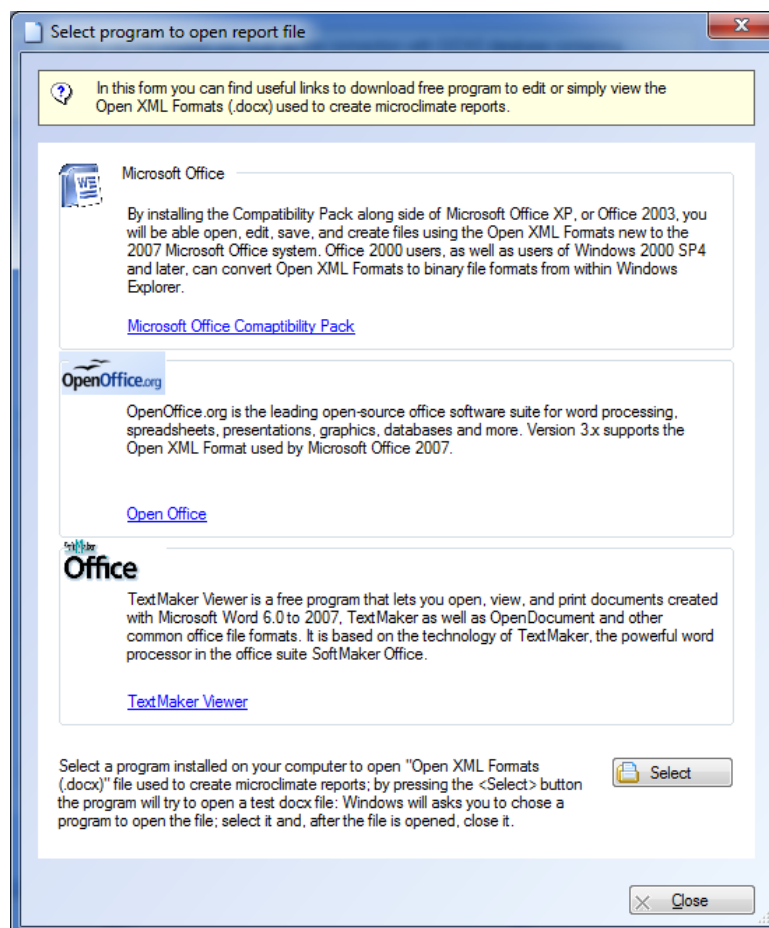 Select program to open report file
In this form you can find useful links to download free program to edit or simply view the
Open XML Formats (.docx) used to create microclimate reports.
Microsoft Office
By installing the Compatibility Pack along side of Microsoft Office XP, or Office 2003, you
will be able open, edit, save, and create files using the Open XML Formats new to the
2007 Microsoft Office system. Office 2000 users, as well as users of Windows 2000 SP4
and later, can convert Open XML Formats to binary file formats from within Windows
Explorer.
Microsoft Office Comaptibility Pack
OpenOffice.org
OpenOffice.org is the leading open-source office software suite for word processing,
spreadsheets, presentations, graphics, databases and more. Version 3.x supports the
Open XML Format used by Microsoft Office 2007.
Open Office
SoftMaker
Office
TextMaker Viewer is a free program that lets you open, view, and print documents created
with Microsoft Word 6.0 to 2007, TextMaker as well as OpenDocument and other
common office file formats. It is based on the technology of TextMaker, the powerful word
processor in the office suite SoftMaker Office.
TextMaker Viewer
Select a program installed on your computer to open "Open XML Formats
(.docx)" file used to create microclimate reports; by pressing the <Select> button
the program will try to open a test docx file: Windows will asks you to chose a
program to open the file; select it and, after the file is opened, close it.
Select
Close